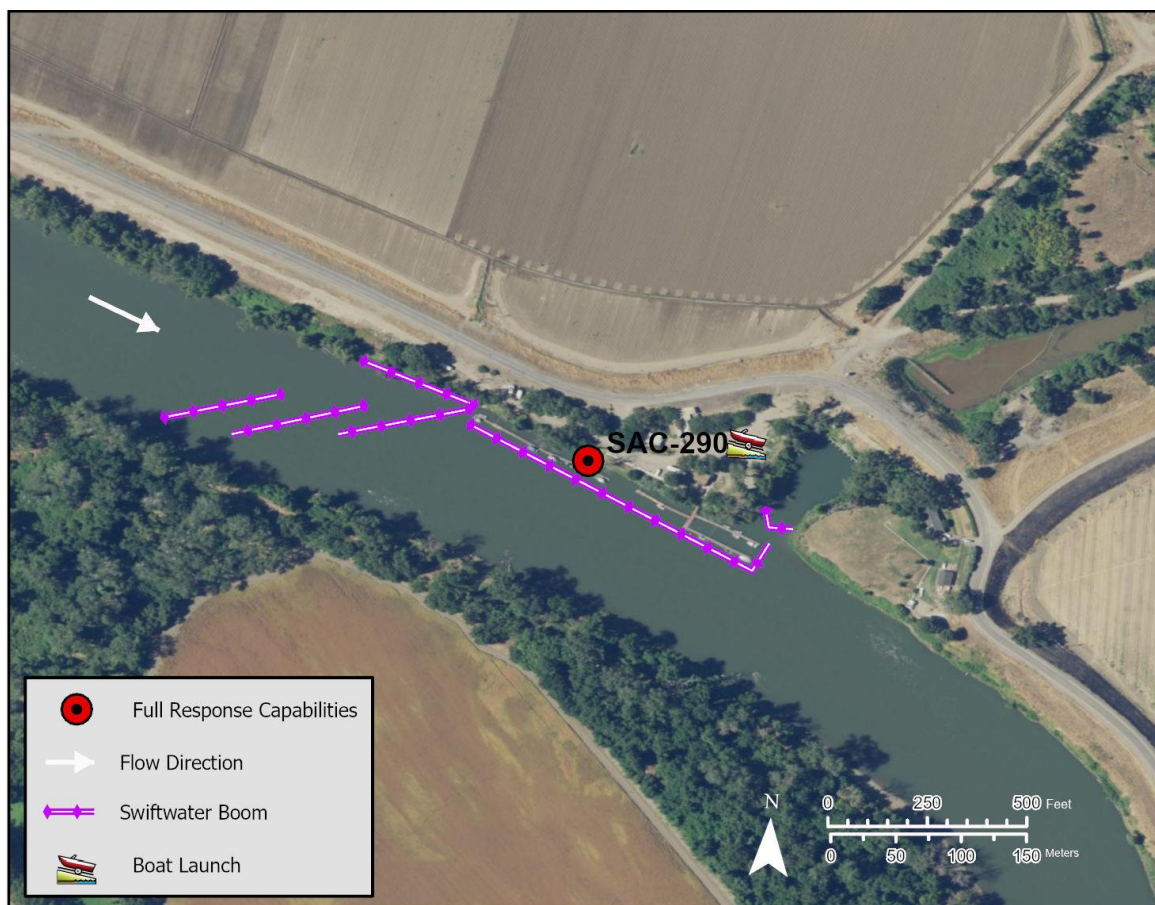 SAC-290
Full Response Capabilities
Flow Direction
Swiftwater Boom
Boat Launch
N
0 250 500 Feet
0 50 100 150 Meters